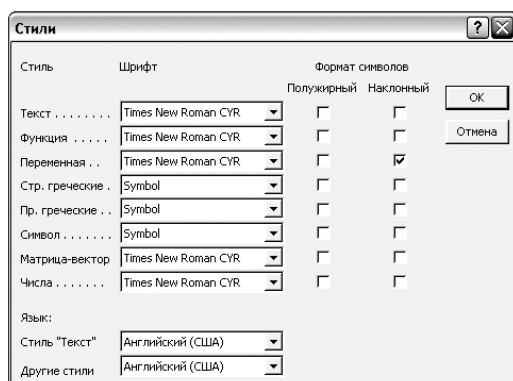 Стили
Стиль Шрифт Формат символов
Полужирный Наклонный
OK
Текст . . . . . . . . Times New Roman CYR
Функция . . . . . Times New Roman CYR
Отмена
Переменная . . Times New Roman CYR
Стр. греческие . Symbol
Пр. греческие . . Symbol
Символ . . . . . . . Symbol
Матрица-вектор Times New Roman CYR
Числа . . . . . . . Times New Roman CYR
Язык:
Стиль "Текст" Английский (США)
Другие стили Английский (США)